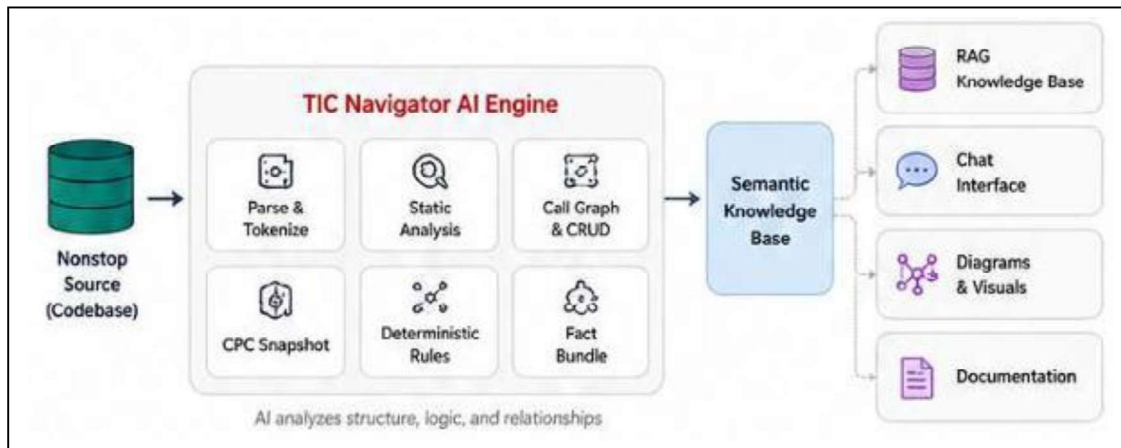 Nonstop
Source
(Codebase)
TIC Navigator AI Engine
Parse &
Tokenize
Static
Analysis
Call Graph
& CRUD
CPC Snapshot
Deterministic
Rules
Fact
Bundle
AI analyzes structure, logic, and relationships
Semantic
Knowledge
Base
RAG
Knowledge Base
Chat
Interface
Diagrams
& Visuals
Documentation